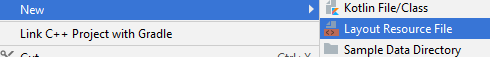 New
Kotlin File/Class
Link C++ Project with Gradle
Layout Resource File
Sample Data Directory